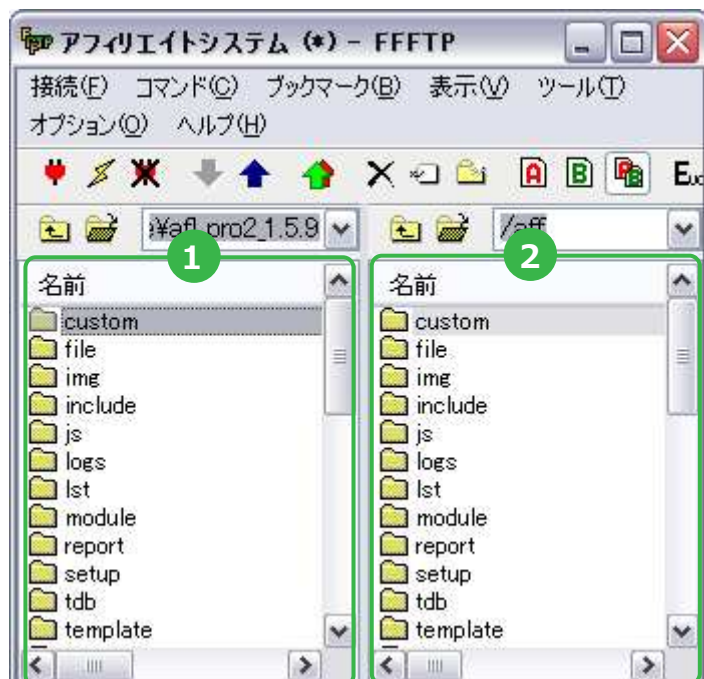 アフィリエイトシステム (*) - FFFTP
接続(F) コマンド(C) ブックマーク(B) 表示(V) ツール(T)
オプション(O) ヘルプ(H)
A B
afl_pro2_1.5.9 /aff
1 2
名前
custom
file
img
include
js
logs
lst
module
report
setup
tdb
template
名前
custom
file
img
include
js
logs
lst
module
report
setup
tdb
template